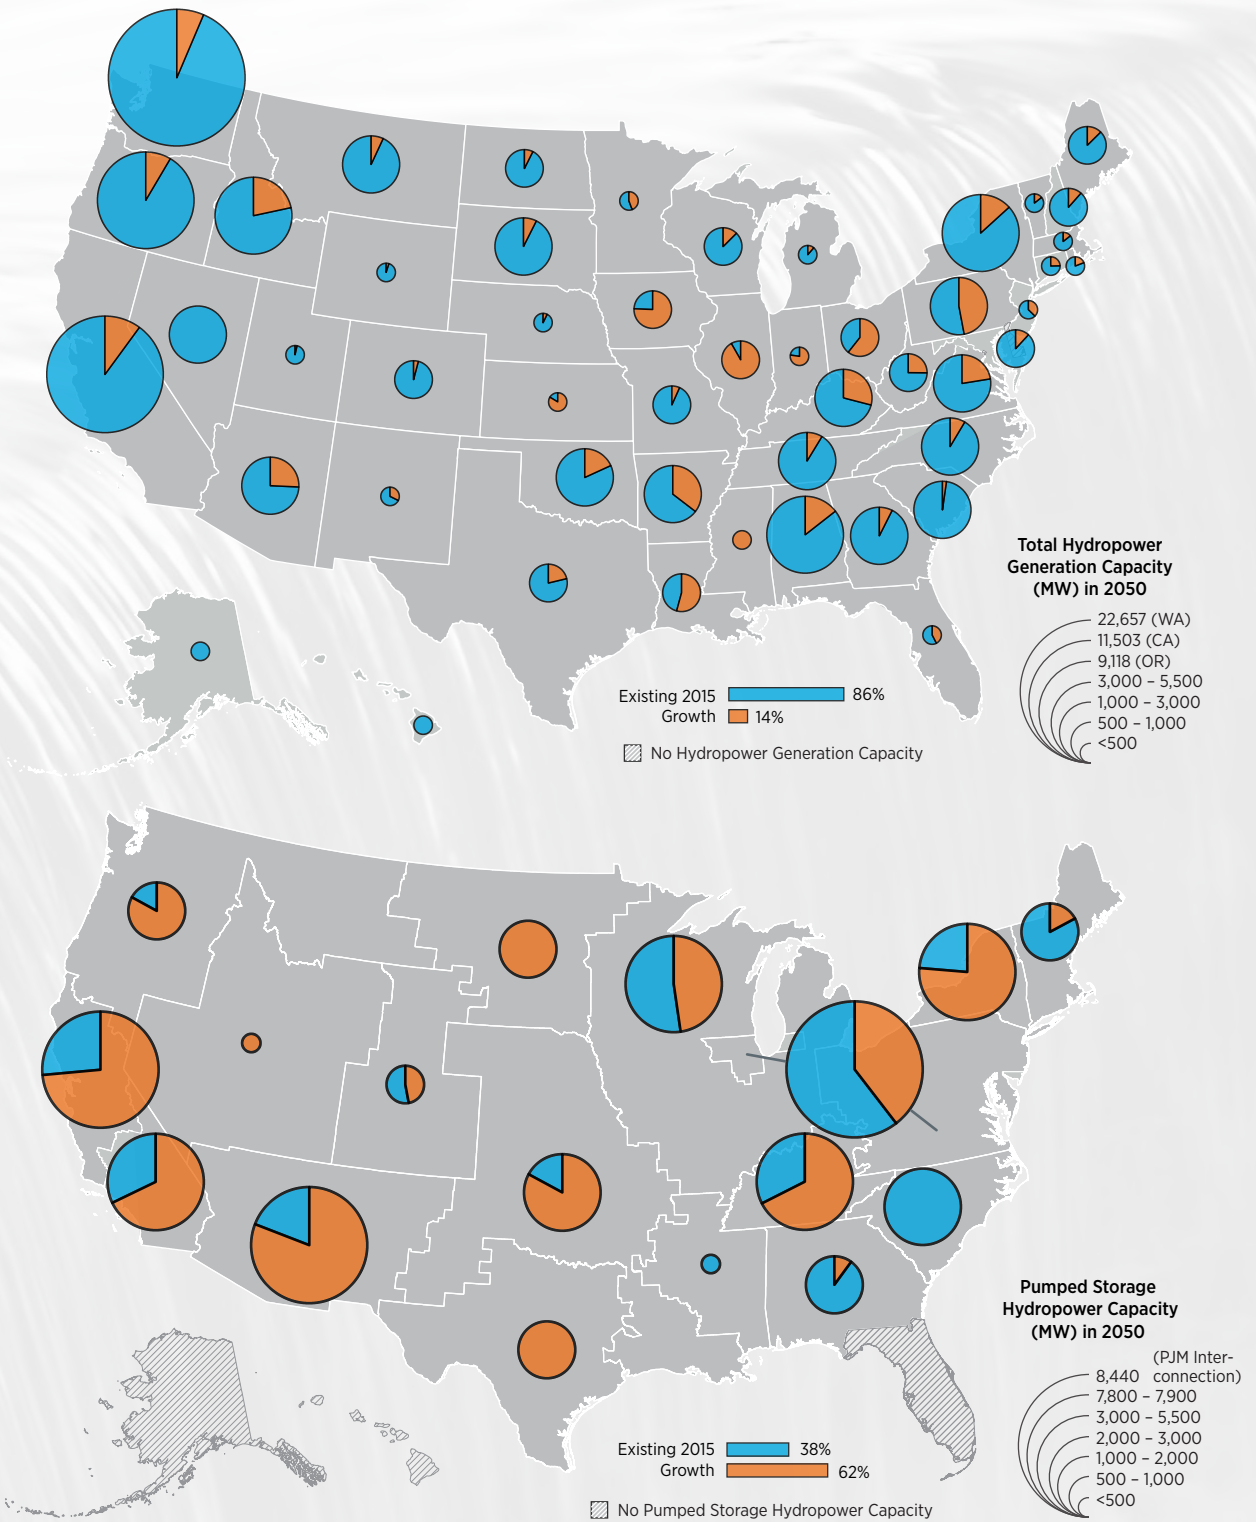 Total Hydropower
Generation Capacity
(MW) in 2050
22,657 (WA)
11,503 (CA)
9,118 (OR)
3,000 – 5,500
1,000 – 3,000
500 – 1,000
<500
Existing 2015 86%
Growth 14%
No Hydropower Generation Capacity
Pumped Storage
Hydropower Capacity
(MW) in 2050
8,440 (PJM Inter-
connection)
7,800 – 7,900
3,000 – 5,500
2,000 – 3,000
1,000 – 2,000
500 – 1,000
<500
Existing 2015 38%
Growth 62%
No Pumped Storage Hydropower Capacity